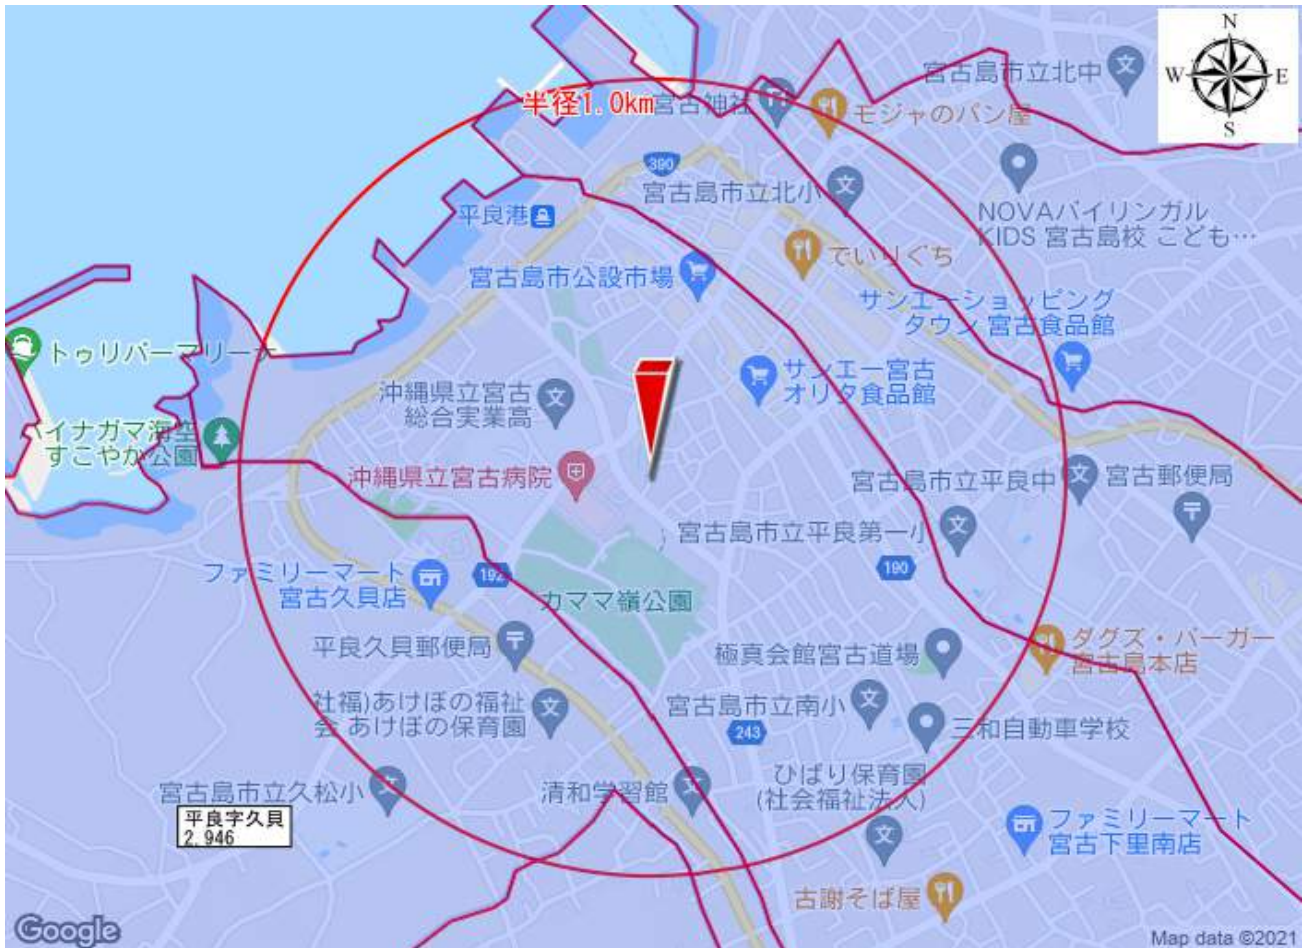 N
W
E
S
宮古島市立北中
半径1.0km
宮古神社
モジャのパン屋
390
宮古島市立北小
NOVAバイリンガル
KIDS 宮古島校 こども…
平良港
でいりぐち
宮古島市公設市場
サンエーショッピング
タウン 宮古食品館
トゥリバーマリーナ
サンエー宮古
オリタ食品館
沖縄県立宮古
総合実業高
パイナガマ海空
すこやか公園
沖縄県立宮古病院
宮古島市立平良中
宮古郵便局
宮古島市立平良第一小
ファミリーマート
宮古久貝店
192
190
カママ嶺公園
平良久貝郵便局
極真会館宮古道場
ダグズ・バーガー
宮古島本店
社福)あけぼの福祉
会 あけぼの保育園
宮古島市立南小
243
三和自動車学校
宮古島市立久松小
清和学習館
ひばり保育園
(社会福祉法人)
平良字久貝
2,946
ファミリーマート
宮古下里南店
古謝そば屋
Google
Map data ©2021